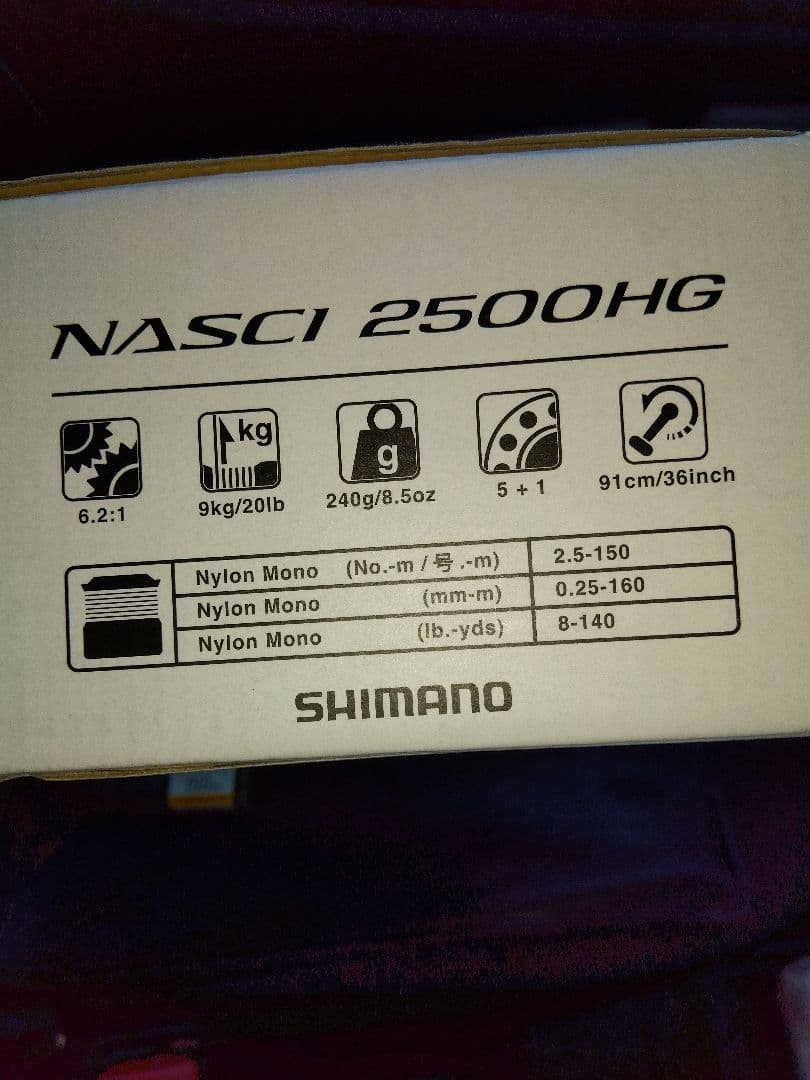 NASCI 2500HG
kg
g
6.2:1 9kg/20lb 240g/8.5oz 5 + 1 91cm/36inch
Nylon Mono (No.-m / 号.-m) 2.5-150
Nylon Mono (mm-m) 0.25-160
Nylon Mono (lb.-yds) 8-140
SHIMANO